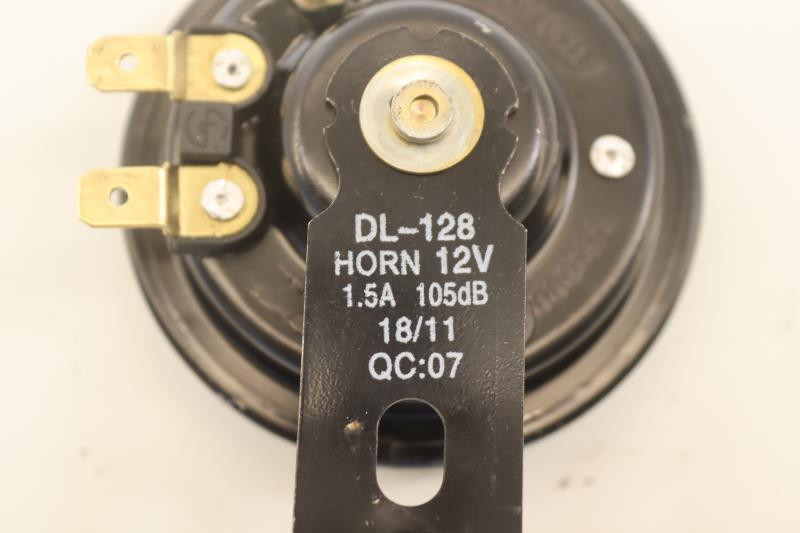 DL-128
HORN 12V
1.5A 105dB
18/11
QC:07